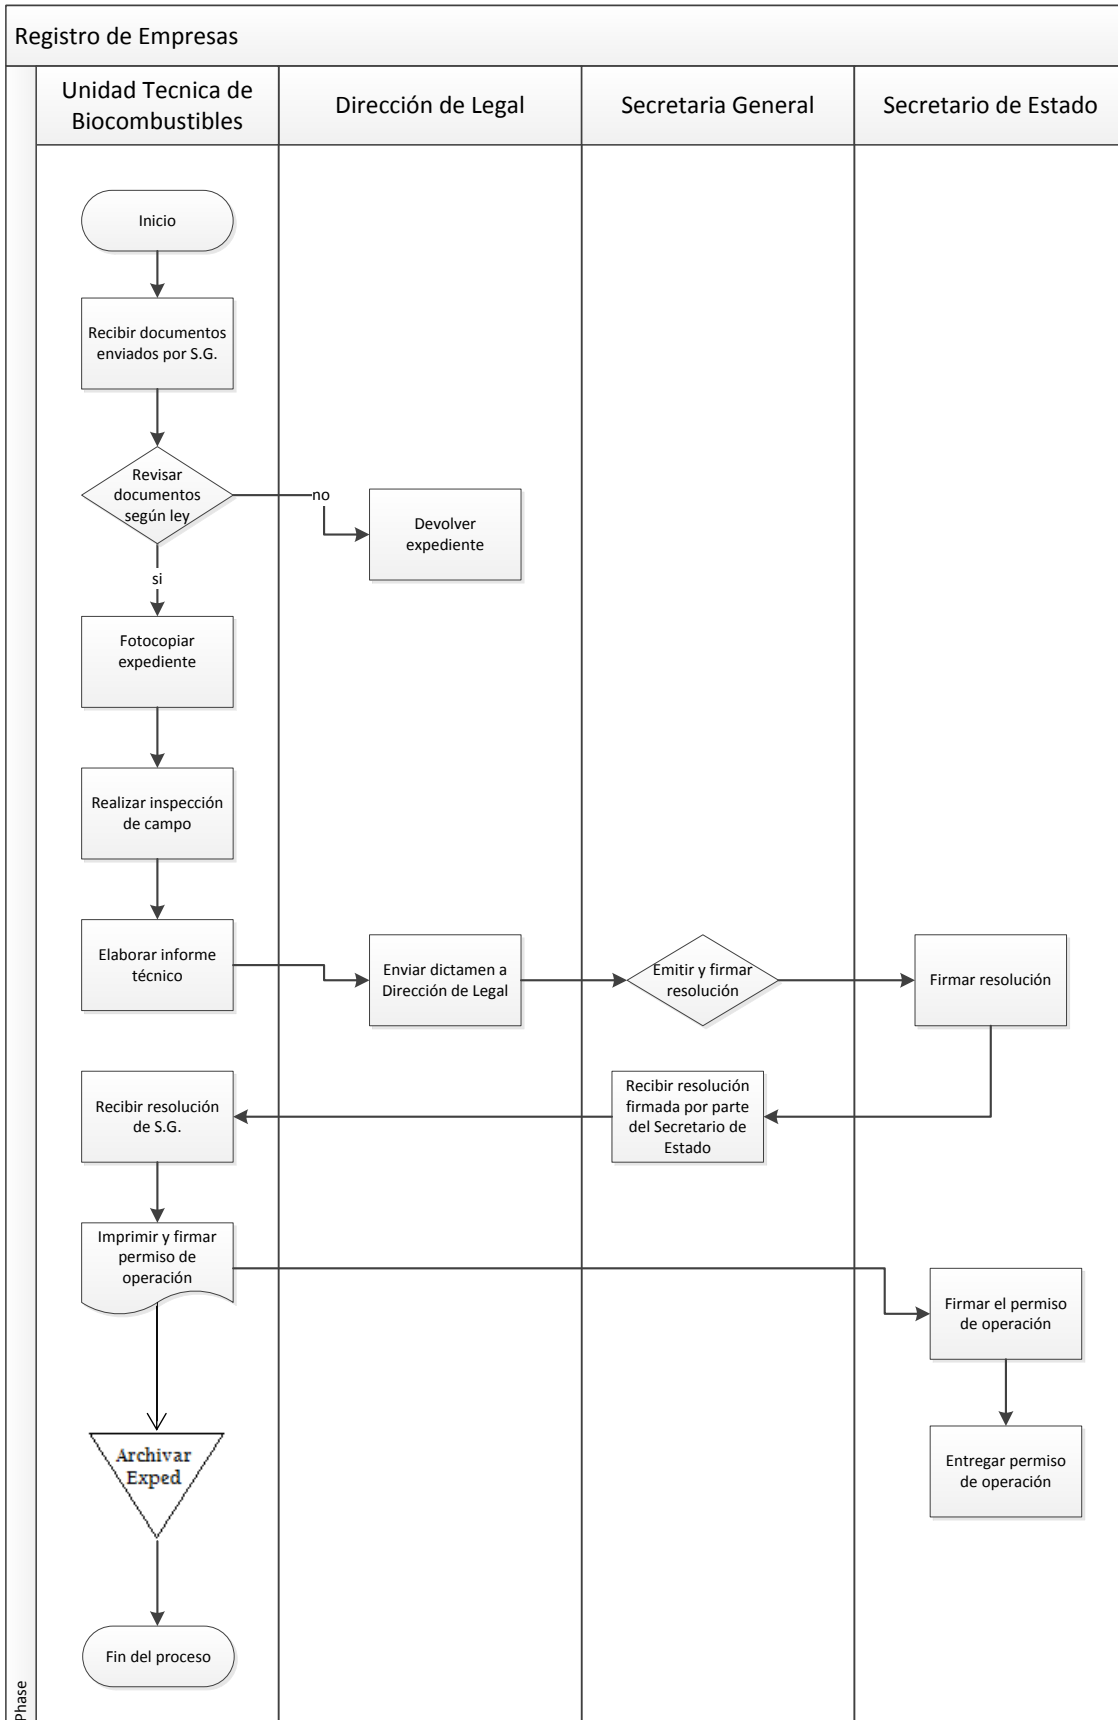 Registro de Empresas
Unidad Tecnica de
Biocombustibles
Dirección de Legal
Secretaria General
Secretario de Estado
Inicio
Recibir documentos
enviados por S.G.
Revisar
documentos
según ley
no
Devolver
expediente
si
Fotocopiar
expediente
Realizar inspección
de campo
Elaborar informe
técnico
Enviar dictamen a
Dirección de Legal
Emitir y firmar
resolución
Firmar resolución
Recibir resolución
de S.G.
Recibir resolución
firmada por parte
del Secretario de
Estado
Imprimir y firmar
permiso de
operación
Firmar el permiso
de operación
Archivar
Exped
Entregar permiso
de operación
Fin del proceso
Phase